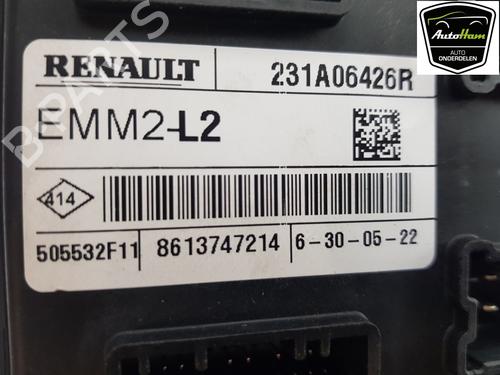 AutoHam
AUTO
ONDERDELEN
RENAULT 231A06426R
EMM2-L2
414
505532F11 8613747214 6-30-05-22
B-PARTS